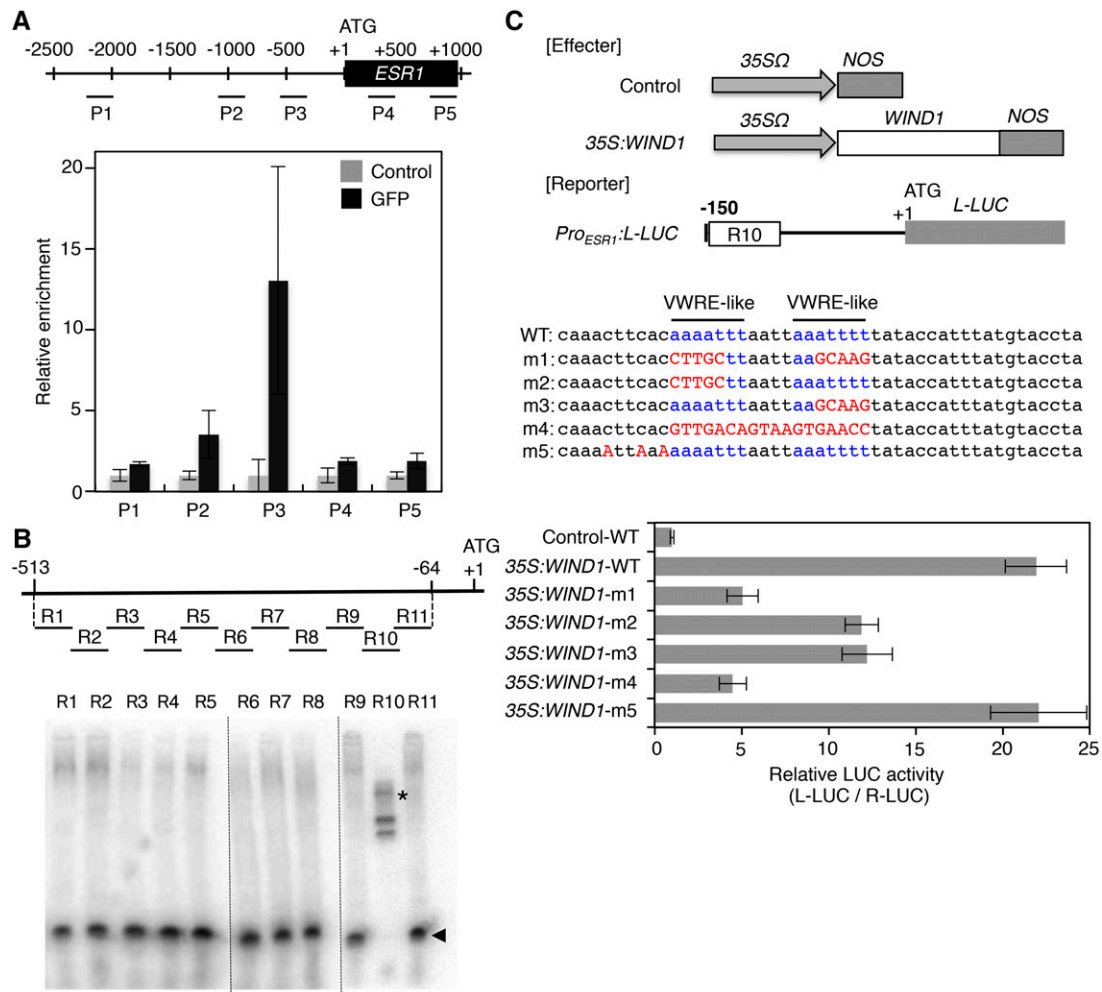 A
ATG
-2500 -2000 -1500 -1000 -500 +1 +500 +1000
ESR1
P1 P2 P3 P4 P5
Relative enrichment
20
15
10
5
0
Control
GFP
P1 P2 P3 P4 P5
B
ATG
-513 -64 +1
R1 R3 R5 R7 R9 R11
R2 R4 R6 R8 R10
R1 R2 R3 R4 R5 R6 R7 R8 R9 R10 R11
*
C
[Effecter]
35SΩ NOS
Control
35SΩ WIND1 NOS
35S:WIND1
[Reporter]
ATG
-150 +1 L-LUC
ProESR1:L-LUC R10
VWRE-like VWRE-like
WT: caaacttcacaaaatttaattaaatttttataccatttatgtaccta
m1: caaacttcacCTTGCttaattaaGCAAGtataccatttatgtaccta
m2: caaacttcacCTTGCttaattaaatttttataccatttatgtaccta
m3: caaacttcacaaaatttaattaaGCAAGtataccatttatgtaccta
m4: caaacttcacGTTGACAGTAAGTGAACCtataccatttatgtaccta
m5: caaaAttAaAaaaatttaattaaatttttataccatttatgtaccta
Control-WT
35S:WIND1-WT
35S:WIND1-m1
35S:WIND1-m2
35S:WIND1-m3
35S:WIND1-m4
35S:WIND1-m5
0 5 10 15 20 25
Relative LUC activity
(L-LUC / R-LUC)